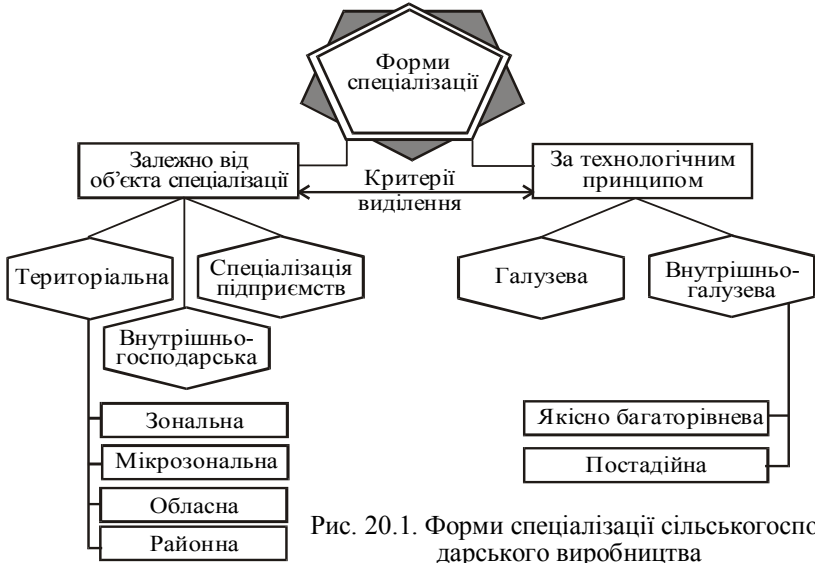 Форми
спеціалізації
Залежно від
об’єкта спеціалізації
Критерії
виділення
За технологічним
принципом
Територіальна
Спеціалізація
підприємств
Внутрішньо-
господарська
Галузева
Внутрішньо-
галузева
Зональна
Мікрозональна
Обласна
Районна
Якісно багаторівнева
Постадійна
Рис. 20.1. Форми спеціалізації сільськогоспо-
дарського виробництва